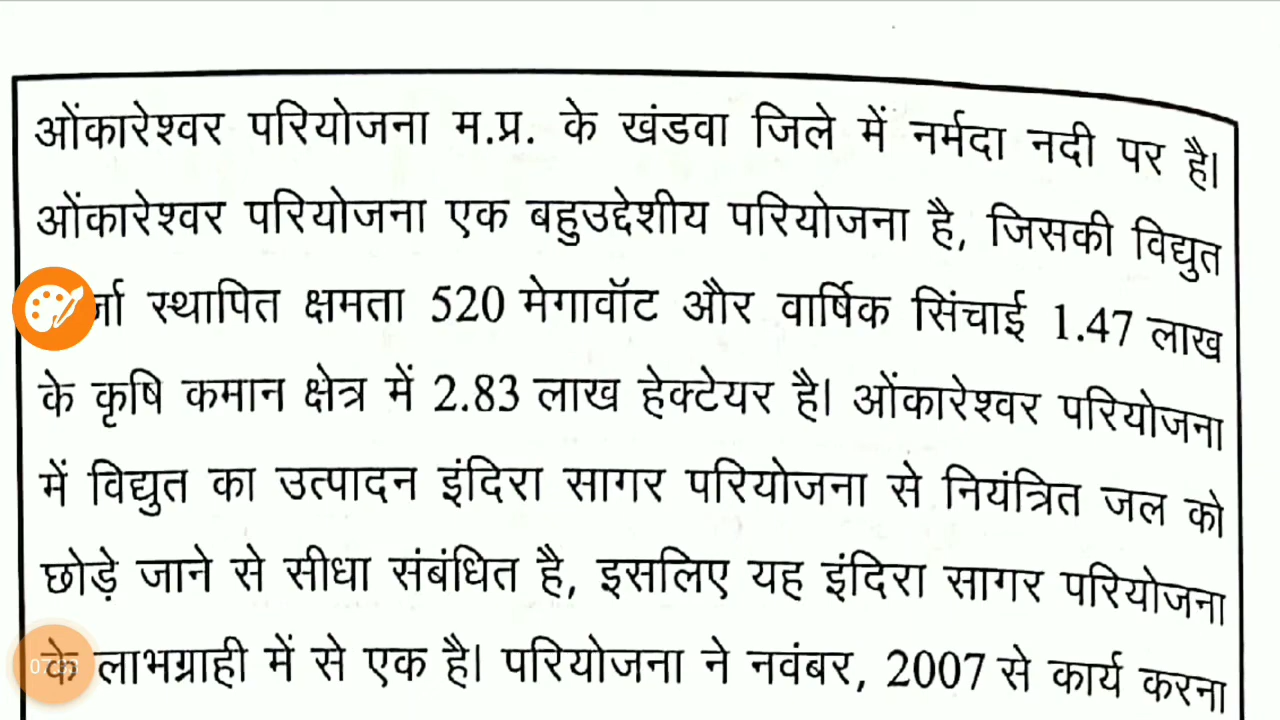 ओंकारेश्वर परियोजना म.प्र. के खंडवा जिले में नर्मदा नदी पर है।
ओंकारेश्वर परियोजना एक बहुउद्देशीय परियोजना है, जिसकी विद्युत
स्थापित क्षमता 520 मेगावॉट और वार्षिक सिंचाई 1.47 लाख
के कृषि कमान क्षेत्र में 2.83 लाख हेक्टेयर है। ओंकारेश्वर परियोजना
में विद्युत का उत्पादन इंदिरा सागर परियोजना से नियंत्रित जल को
छोड़े जाने से सीधा संबंधित है, इसलिए यह इंदिरा सागर परियोजना
के लाभग्राही में से एक है। परियोजना ने नवंबर, 2007 से कार्य करना